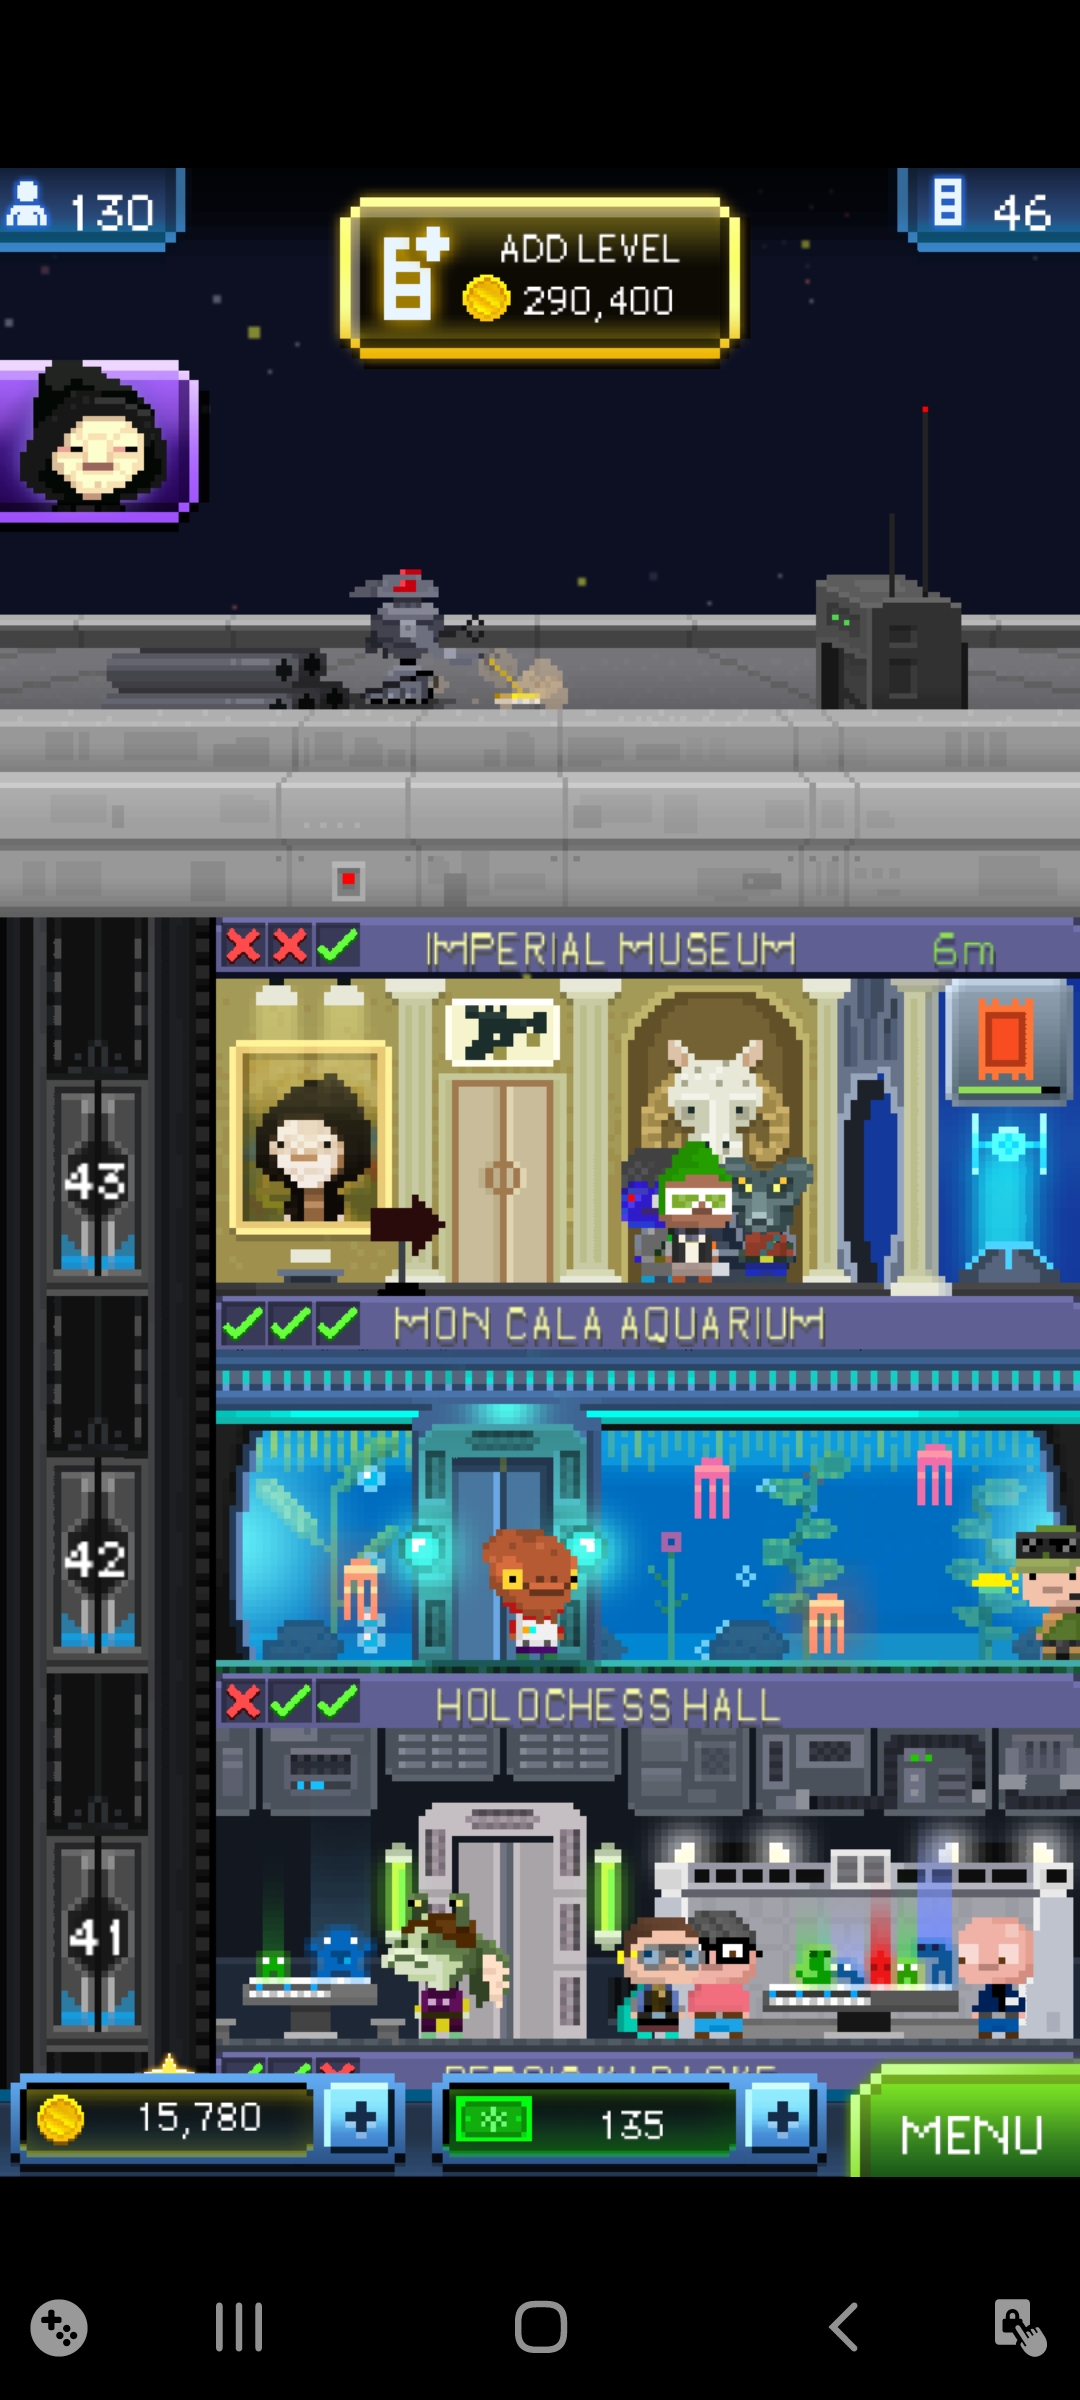 130
ADD LEVEL
290,400
46
IMPERIAL MUSEUM
6m
43
MON CALA AQUARIUM
42
HOLOCHESS HALL
41
15,780
135
MENU